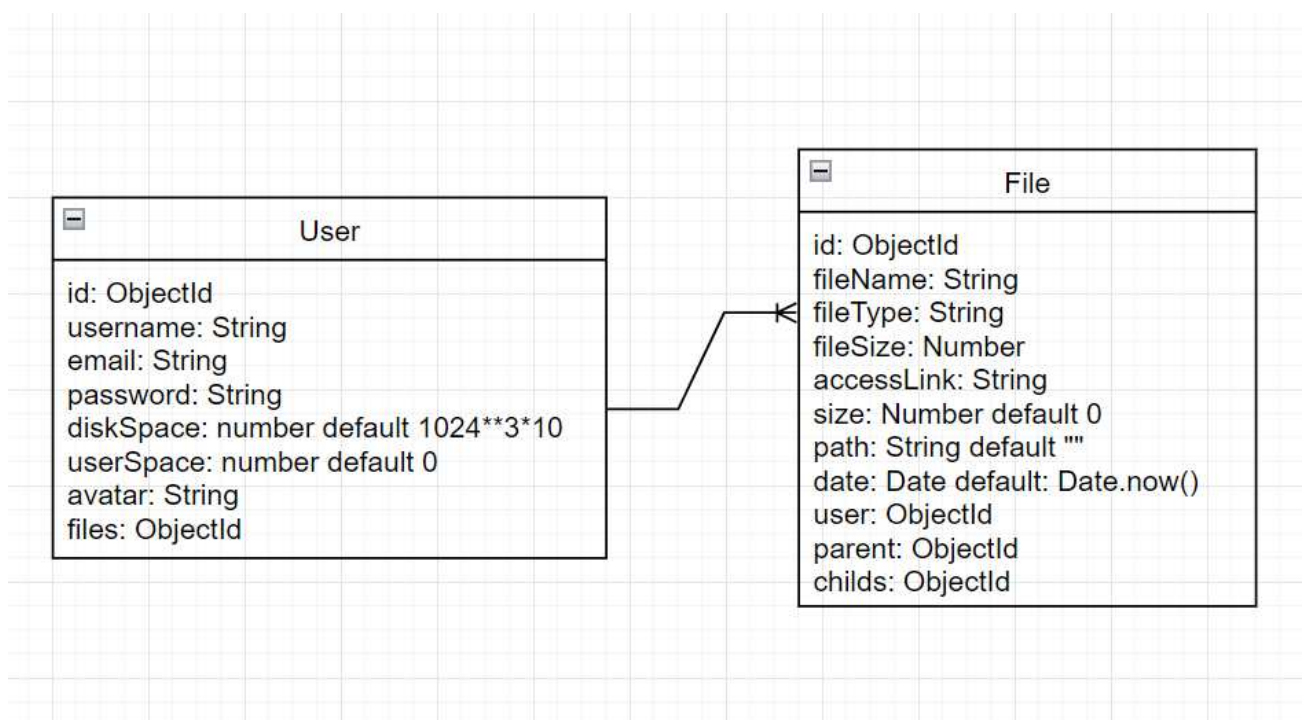 User
id: ObjectId
username: String
email: String
password: String
diskSpace: number default 1024**3*10
userSpace: number default 0
avatar: String
files: ObjectId
File
id: ObjectId
fileName: String
fileType: String
fileSize: Number
accessLink: String
size: Number default 0
path: String default ""
date: Date default: Date.now()
user: ObjectId
parent: ObjectId
childs: ObjectId